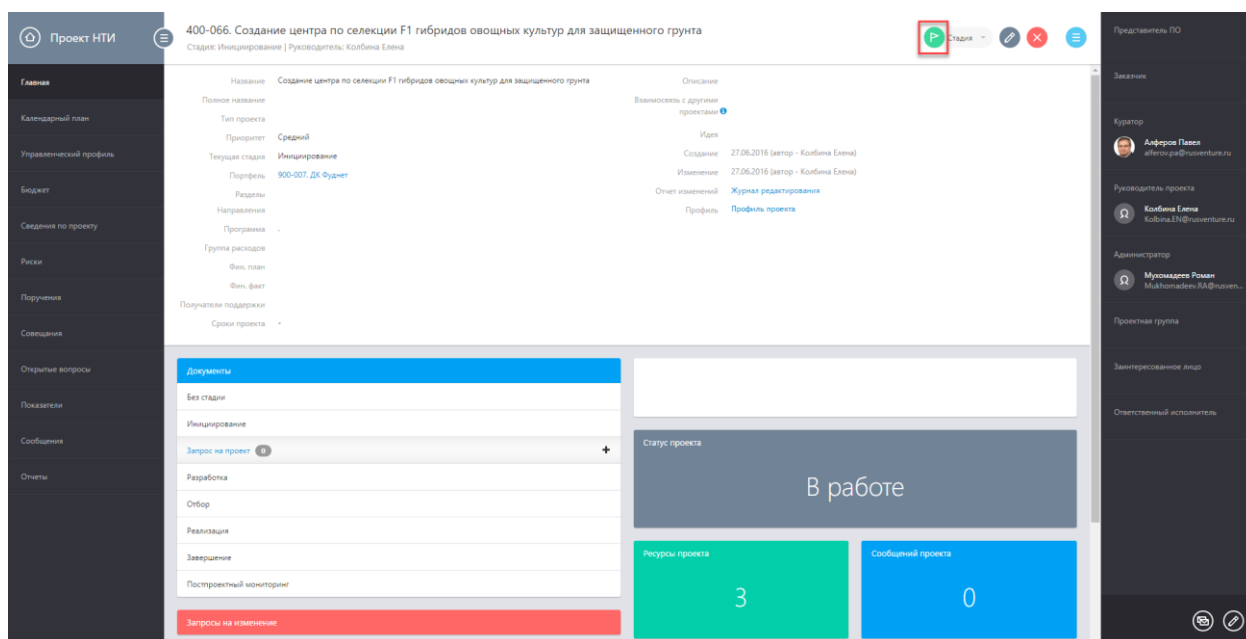 Проект НТИ
400-066. Создание центра по селекции F1 гибридов овощных культур для защищенного грунта
Стадия: Инициирование | Руководитель: Колбина Елена
Стадия
Главная
Календарный план
Управленческий профиль
Бюджет
Сведения по проекту
Риски
Поручения
Совещания
Открытые вопросы
Показатели
Сообщения
Отчеты
Название Создание центра по селекции F1 гибридов овощных культур для защищенного грунта
Полное название
Тип проекта
Приоритет Средний
Текущая стадия Инициирование
Портфель 900-007. ДК Фуднет
Разделы
Направления
Программа -
Группа расходов
Фин. план
Фин. факт
Получатели поддержки
Сроки проекта -
Описание
Взаимосвязь с другими
проектами
Идея
Создание 27.06.2016 (автор - Колбина Елена)
Изменение 27.06.2016 (автор - Колбина Елена)
Отчет изменений Журнал редактирования
Профиль Профиль проекта
Документы
Без стадии
Инициирование
Запрос на проект 0
Разработка
Отбор
Реализация
Завершение
Постпроектный мониторинг
Запросы на изменение
Статус проекта
В работе
Ресурсы проекта
3
Сообщений проекта
0
Представитель ПО
Заказчик
Куратор
Алферов Павел
alferov.pa@rusventure.ru
Руководитель проекта
Колбина Елена
Kolbina.EN@rusventure.ru
Администратор
Мухомадеев Роман
Mukhomadeev.RA@rusven...
Проектная группа
Заинтересованное лицо
Ответственный исполнитель